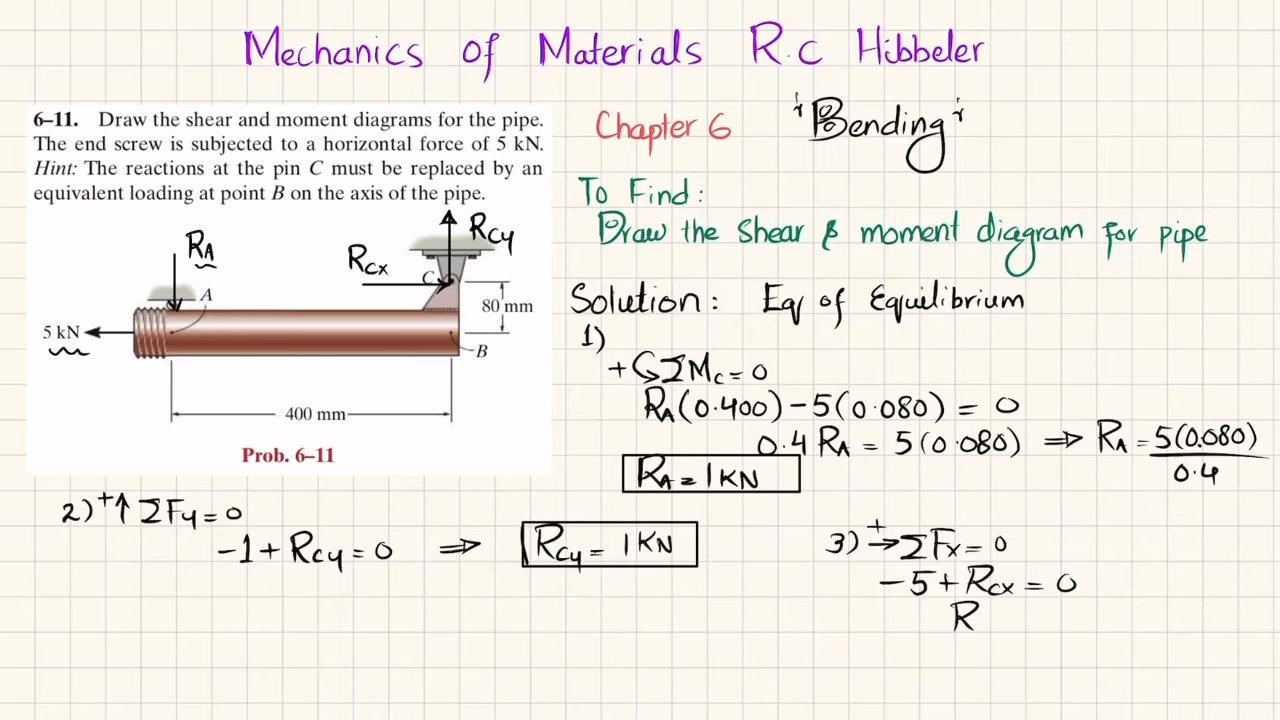 Mechanics of Materials R.C Hibbeler
6–11. Draw the shear and moment diagrams for the pipe.
The end screw is subjected to a horizontal force of 5 kN.
Hint: The reactions at the pin C must be replaced by an
equivalent loading at point B on the axis of the pipe.
RA
Rcx
Rcy
C
A
80 mm
5 kN
B
400 mm
Prob. 6–11
Chapter 6 "Bending"
To Find:
Draw the Shear & moment diagram for pipe
Solution: Eq of Equilibrium
1)
+↺ΣMc = 0
RA(0.400) – 5(0.080) = 0
0.4 RA = 5(0.080) ⇒ RA = 5(0.080)
0.4
RA = 1KN
2) +↑ ΣFy = 0
-1 + Rcy = 0 ⇒ Rcy = 1KN
3) +→ ΣFx = 0
-5 + Rcx = 0
R